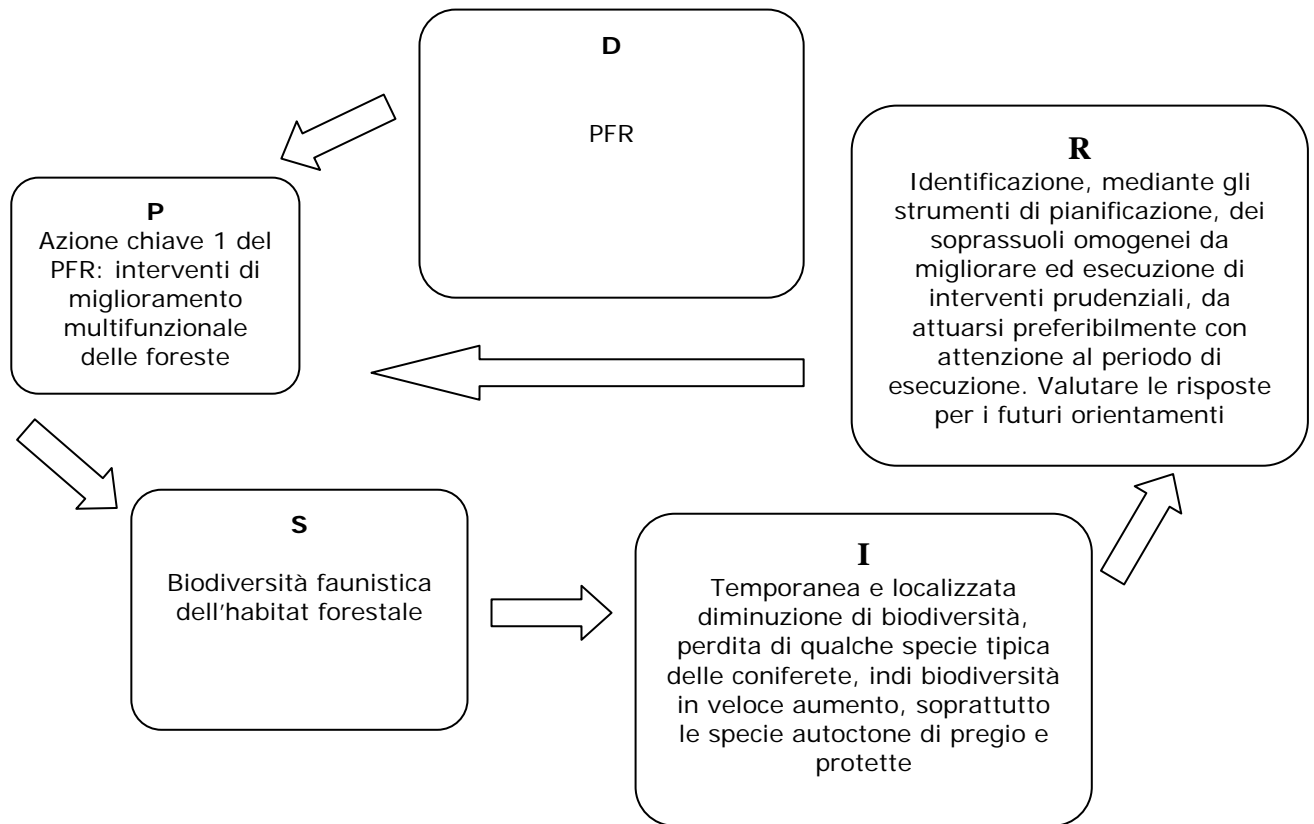 D
PFR
P
Azione chiave 1 del
PFR: interventi di
miglioramento
multifunzionale
delle foreste
S
Biodiversità faunistica
dell'habitat forestale
I
Temporanea e localizzata
diminuzione di biodiversità,
perdita di qualche specie tipica
delle coniferete, indi biodiversità
in veloce aumento, soprattutto
le specie autoctone di pregio e
protette
R
Identificazione, mediante gli
strumenti di pianificazione, dei
soprassuoli omogenei da
migliorare ed esecuzione di
interventi prudenziali, da
attuarsi preferibilmente con
attenzione al periodo di
esecuzione. Valutare le risposte
per i futuri orientamenti